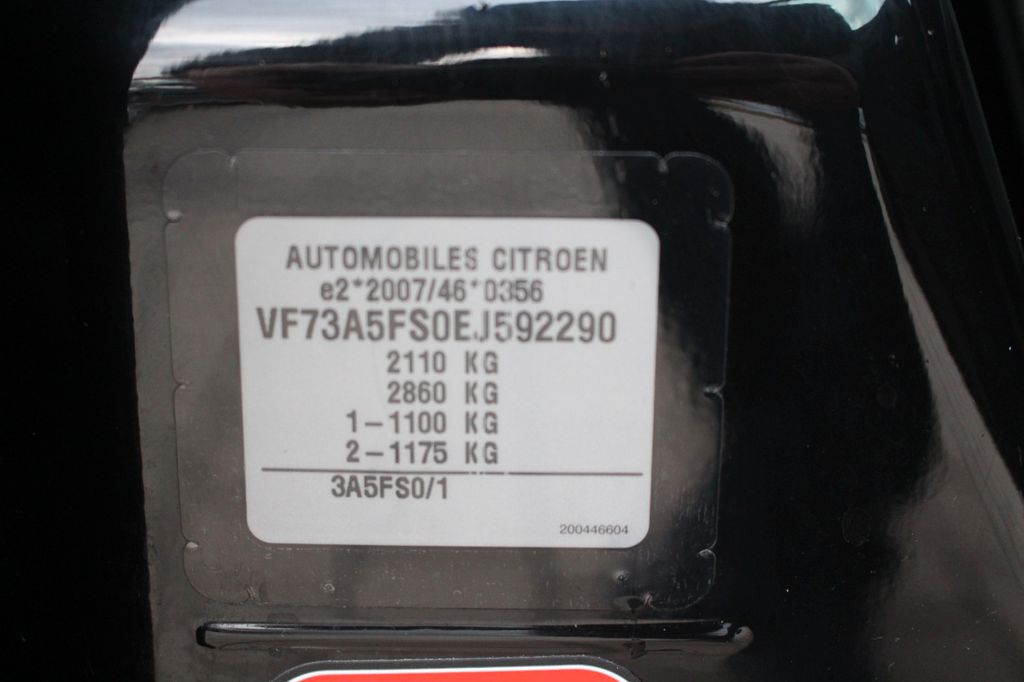 AUTOMOBILES CITROEN
e2*2007/46*0356
VF73A5FS0EJ592290
2110 KG
2860 KG
1-1100 KG
2-1175 KG
3A5FS0/1
200446604